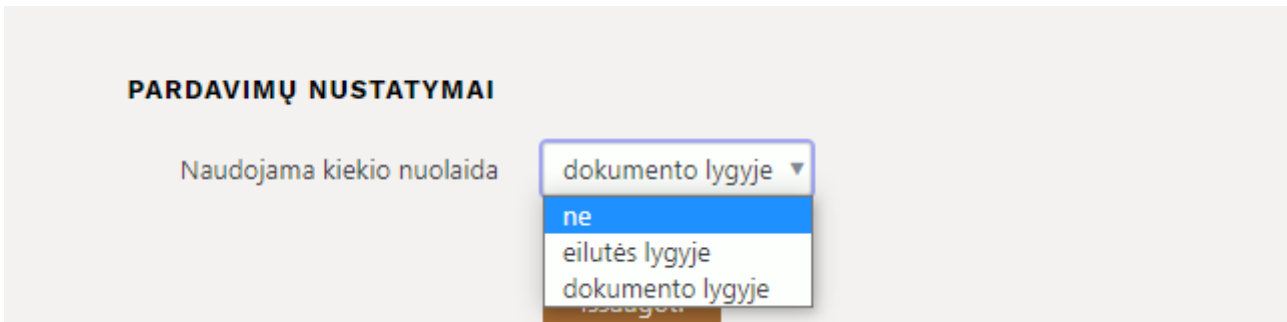 PARDAVIMŲ NUSTATYMAI
Naudojama kiekio nuolaida dokumento lygyje
ne
eilutės lygyje
dokumento lygyje